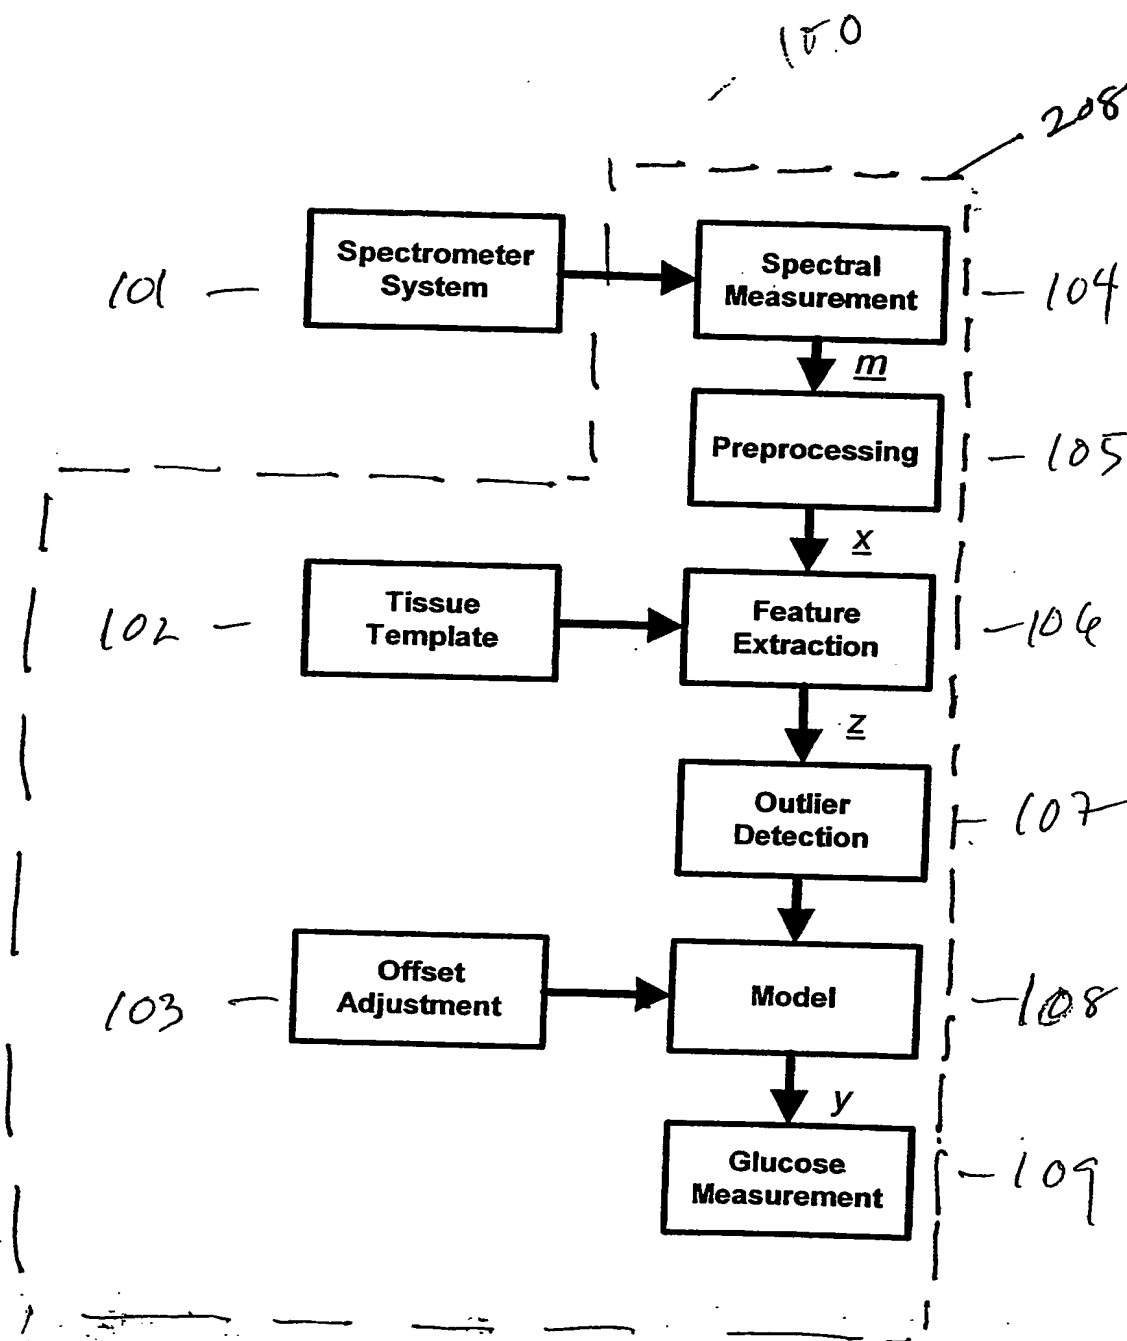 100
208
Spectrometer
System
101
Spectral
Measurement
104
m
Preprocessing
105
x
Tissue
Template
102
Feature
Extraction
106
z
Outlier
Detection
107
Offset
Adjustment
103
Model
108
y
Glucose
Measurement
109